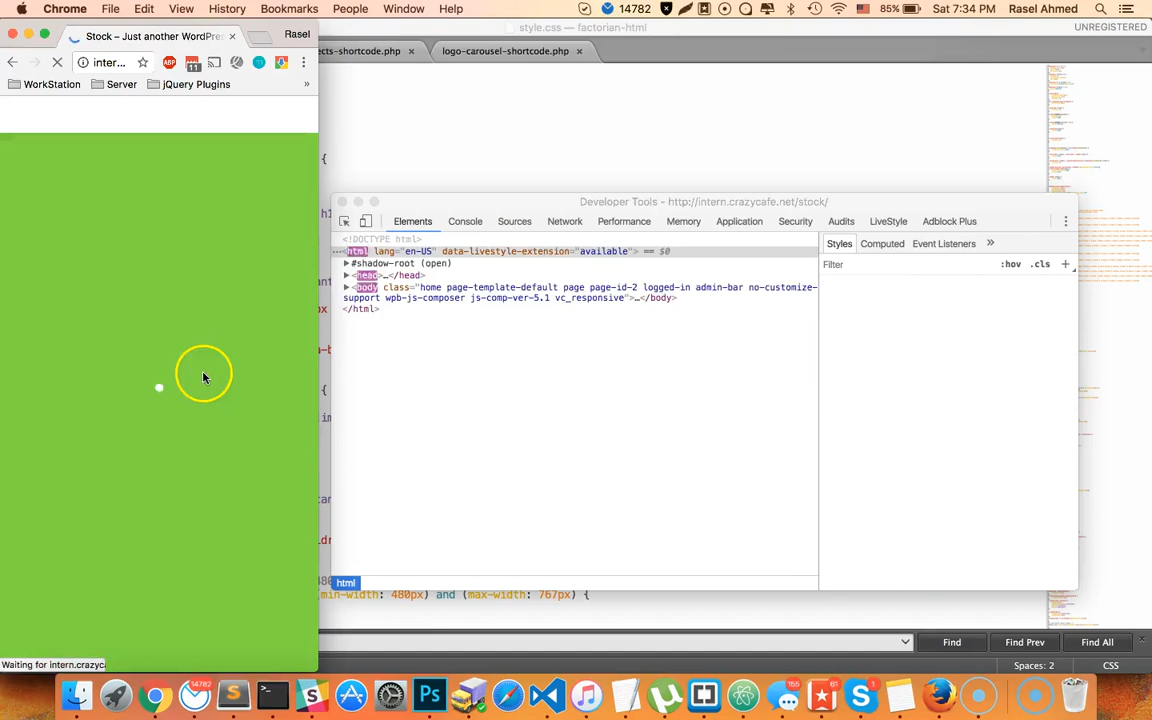 Chrome File Edit View History Bookmarks People Window Help 14782 85% Sat 7:34 PM Rasel Ahmed
style.css — factorian-html UNREGISTERED
Stock – Just another WordPre × Rasel
ects-shortcode.php × logo-carousel-shortcode.php ×
inter... ABP 11
WorkStation Server jQuery Plugins »
{
Developer Tools - http://intern.crazycafe.net/stock/
Elements Console Sources Network Performance Memory Application Security Audits LiveStyle Adblock Plus
<!DOCTYPE html>
…<html lang="en-US" data-livestyle-extension="available"> == $0
▶#shadow-root (open)
▶<head>…</head>
▶<body class="home page-template-default page page-id-2 logged-in admin-bar no-customize-
support wpb-js-composer js-comp-ver-5.1 vc_responsive">…</body>
</html>
Styles Computed Event Listeners »
Filter :hov .cls +
html
(min-width: 480px) and (max-width: 767px) {
Waiting for intern.crazyca
Find Find Prev Find All
Spaces: 2 CSS